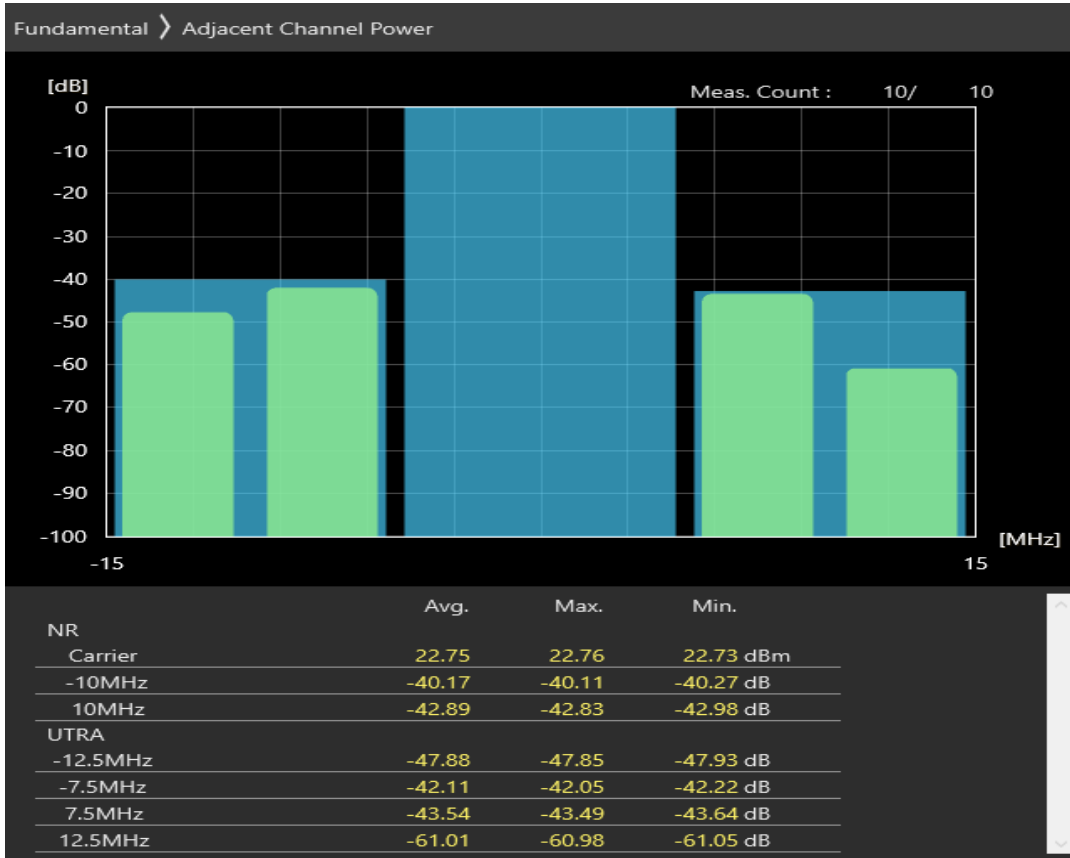 Fundamental 〉 Adjacent Channel Power
[dB]
Meas. Count : 10/ 10
0
-10
-20
-30
-40
-50
-60
-70
-80
-90
-100
[MHz]
-15 15
Avg. Max. Min.
NR
Carrier 22.75 22.76 22.73 dBm
-10MHz -40.17 -40.11 -40.27 dB
10MHz -42.89 -42.83 -42.98 dB
UTRA
-12.5MHz -47.88 -47.85 -47.93 dB
-7.5MHz -42.11 -42.05 -42.22 dB
7.5MHz -43.54 -43.49 -43.64 dB
12.5MHz -61.01 -60.98 -61.05 dB